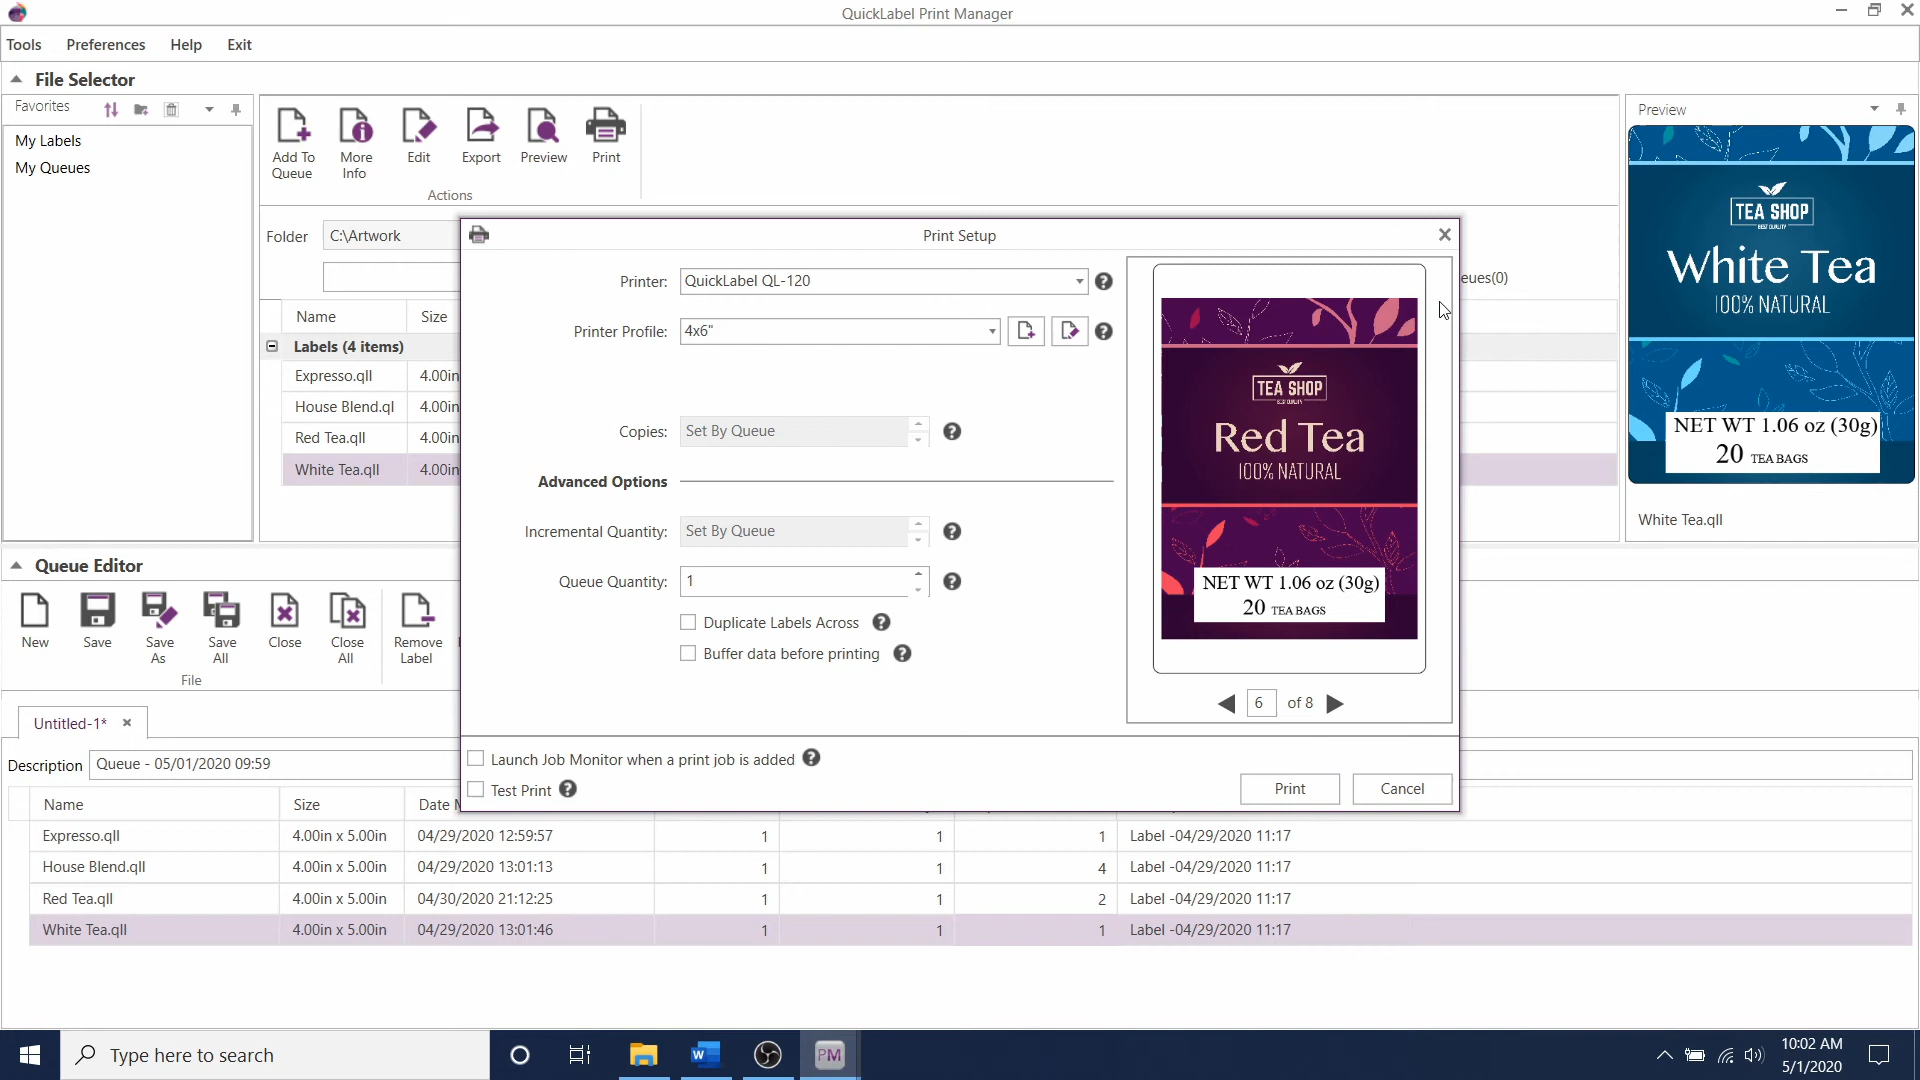 QuickLabel Print Manager
Tools Preferences Help Exit
File Selector
Favorites
My Labels
My Queues
Add To Queue
More Info
Edit
Export
Preview
Print
Actions
Folder C:\Artwork
Name Size
Labels (4 items)
Expresso.qll 4.00in
House Blend.ql 4.00in
Red Tea.qll 4.00in
White Tea.qll 4.00in
eues(0)
Preview
TEA SHOP
BEST QUALITY
White Tea
100% NATURAL
NET WT 1.06 oz (30g)
20 TEA BAGS
White Tea.qll
Print Setup
Printer: QuickLabel QL-120
Printer Profile: 4x6"
Copies: Set By Queue
Advanced Options
Incremental Quantity: Set By Queue
Queue Quantity: 1
Duplicate Labels Across
Buffer data before printing
TEA SHOP
BEST QUALITY
Red Tea
100% NATURAL
NET WT 1.06 oz (30g)
20 TEA BAGS
6 of 8
Launch Job Monitor when a print job is added
Test Print
Print Cancel
Queue Editor
New
Save
Save As
Save All
Close
Close All
Remove Label
File
Untitled-1*
Description Queue - 05/01/2020 09:59
Name Size Date
Expresso.qll 4.00in x 5.00in 04/29/2020 12:59:57 1 1 1 Label -04/29/2020 11:17
House Blend.qll 4.00in x 5.00in 04/29/2020 13:01:13 1 1 4 Label -04/29/2020 11:17
Red Tea.qll 4.00in x 5.00in 04/30/2020 21:12:25 1 1 2 Label -04/29/2020 11:17
White Tea.qll 4.00in x 5.00in 04/29/2020 13:01:46 1 1 1 Label -04/29/2020 11:17
Type here to search
W
PM
10:02 AM
5/1/2020